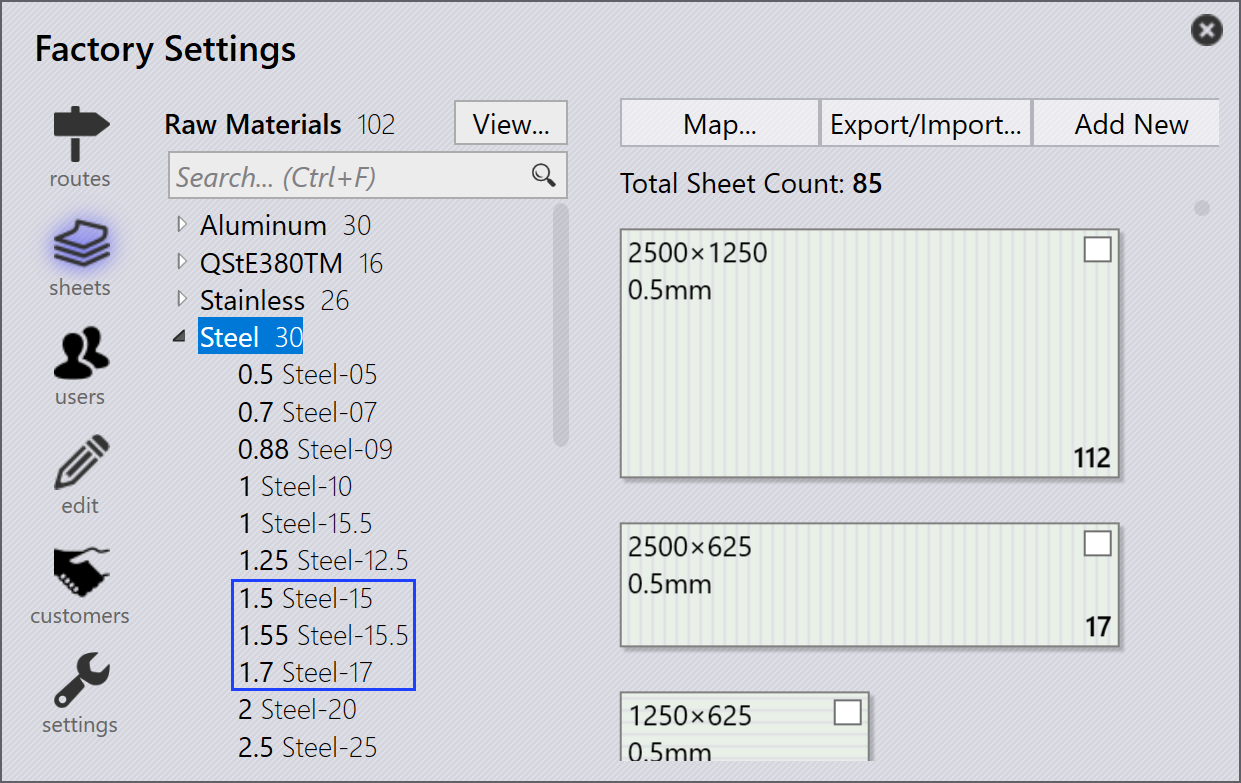 Factory Settings
routes
sheets
users
edit
customers
settings
Raw Materials 102
View...
Search... (Ctrl+F)
Aluminum 30
QStE380TM 16
Stainless 26
Steel 30
0.5 Steel-05
0.7 Steel-07
0.88 Steel-09
1 Steel-10
1 Steel-15.5
1.25 Steel-12.5
1.5 Steel-15
1.55 Steel-15.5
1.7 Steel-17
2 Steel-20
2.5 Steel-25
Map...
Export/Import...
Add New
Total Sheet Count: 85
2500×1250
0.5mm
112
2500×625
0.5mm
17
1250×625
0.5mm